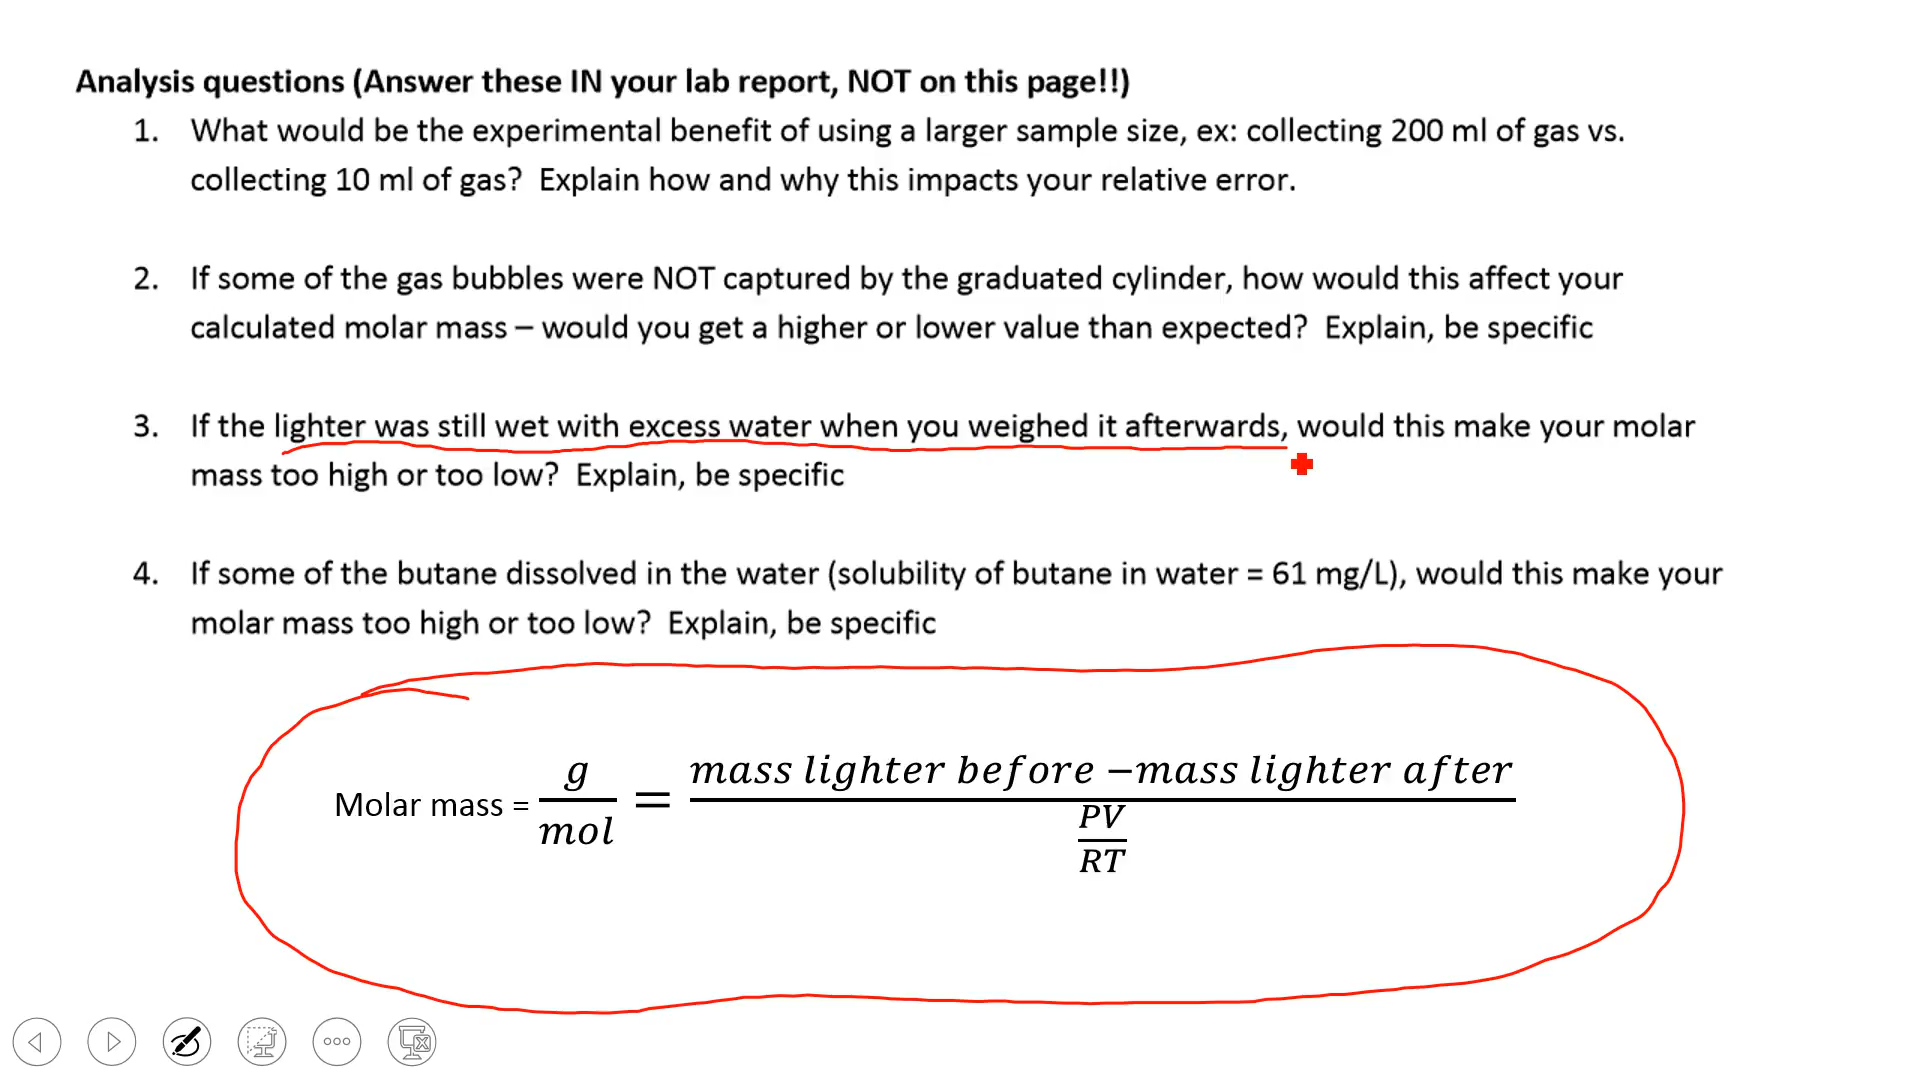 Analysis questions (Answer these IN your lab report, NOT on this page!!)
1. What would be the experimental benefit of using a larger sample size, ex: collecting 200 ml of gas vs.
collecting 10 ml of gas? Explain how and why this impacts your relative error.
2. If some of the gas bubbles were NOT captured by the graduated cylinder, how would this affect your
calculated molar mass – would you get a higher or lower value than expected? Explain, be specific
3. If the lighter was still wet with excess water when you weighed it afterwards, would this make your molar
mass too high or too low? Explain, be specific
4. If some of the butane dissolved in the water (solubility of butane in water = 61 mg/L), would this make your
molar mass too high or too low? Explain, be specific
Molar mass = g/mol = mass lighter before −mass lighter after / PV/RT